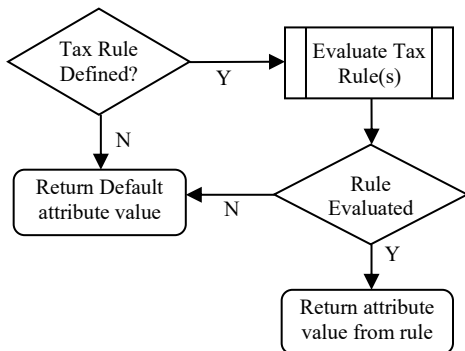 Tax Rule
Defined?
Y
Evaluate Tax
Rule(s)
N
Return Default
attribute value
N
Rule
Evaluated
Y
Return attribute
value from rule